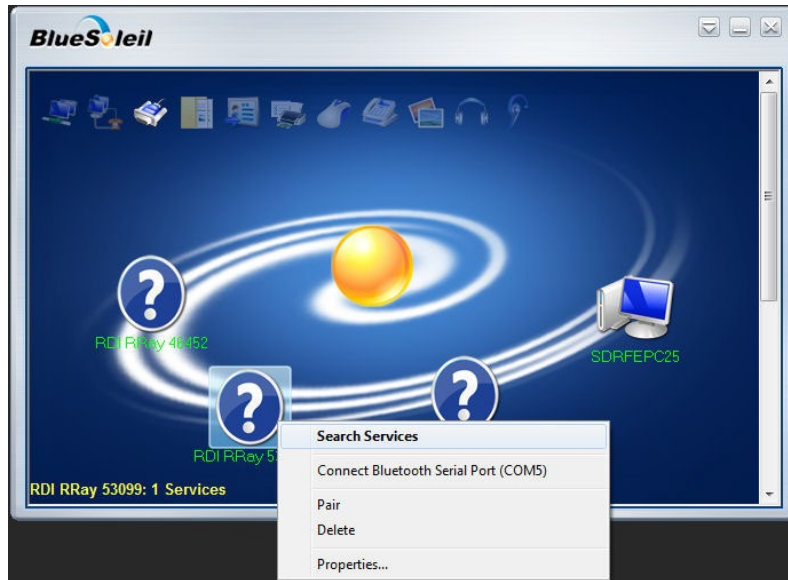 BlueSoleil
RDI RRay 48452
SDRFEPC25
RDI RRay 53
RDI RRay 53099: 1 Services
Search Services
Connect Bluetooth Serial Port (COM5)
Pair
Delete
Properties...